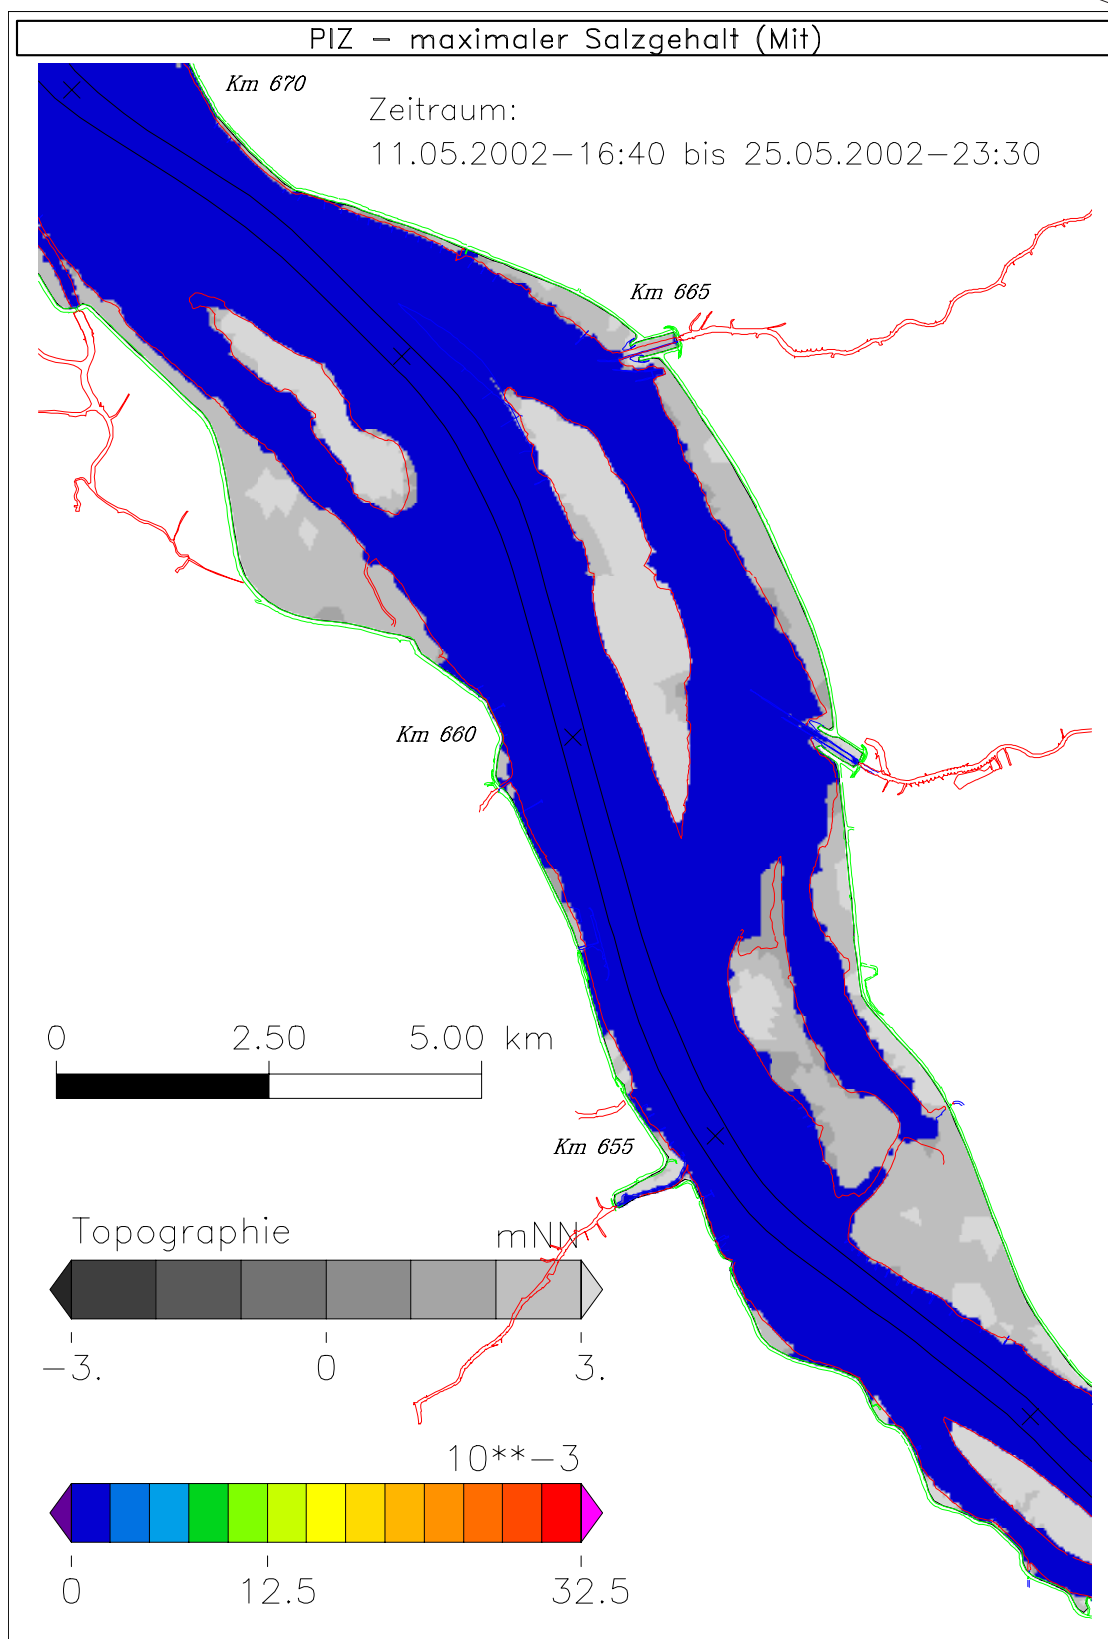 PIZ – maximaler Salzgehalt (Mit)
Km 670
Zeitraum:
11.05.2002–16:40 bis 25.05.2002–23:30
Km 665
Km 660
0 2.50 5.00 km
Km 655
Topographie mNN
–3. 0 3.
10**–3
0 12.5 32.5